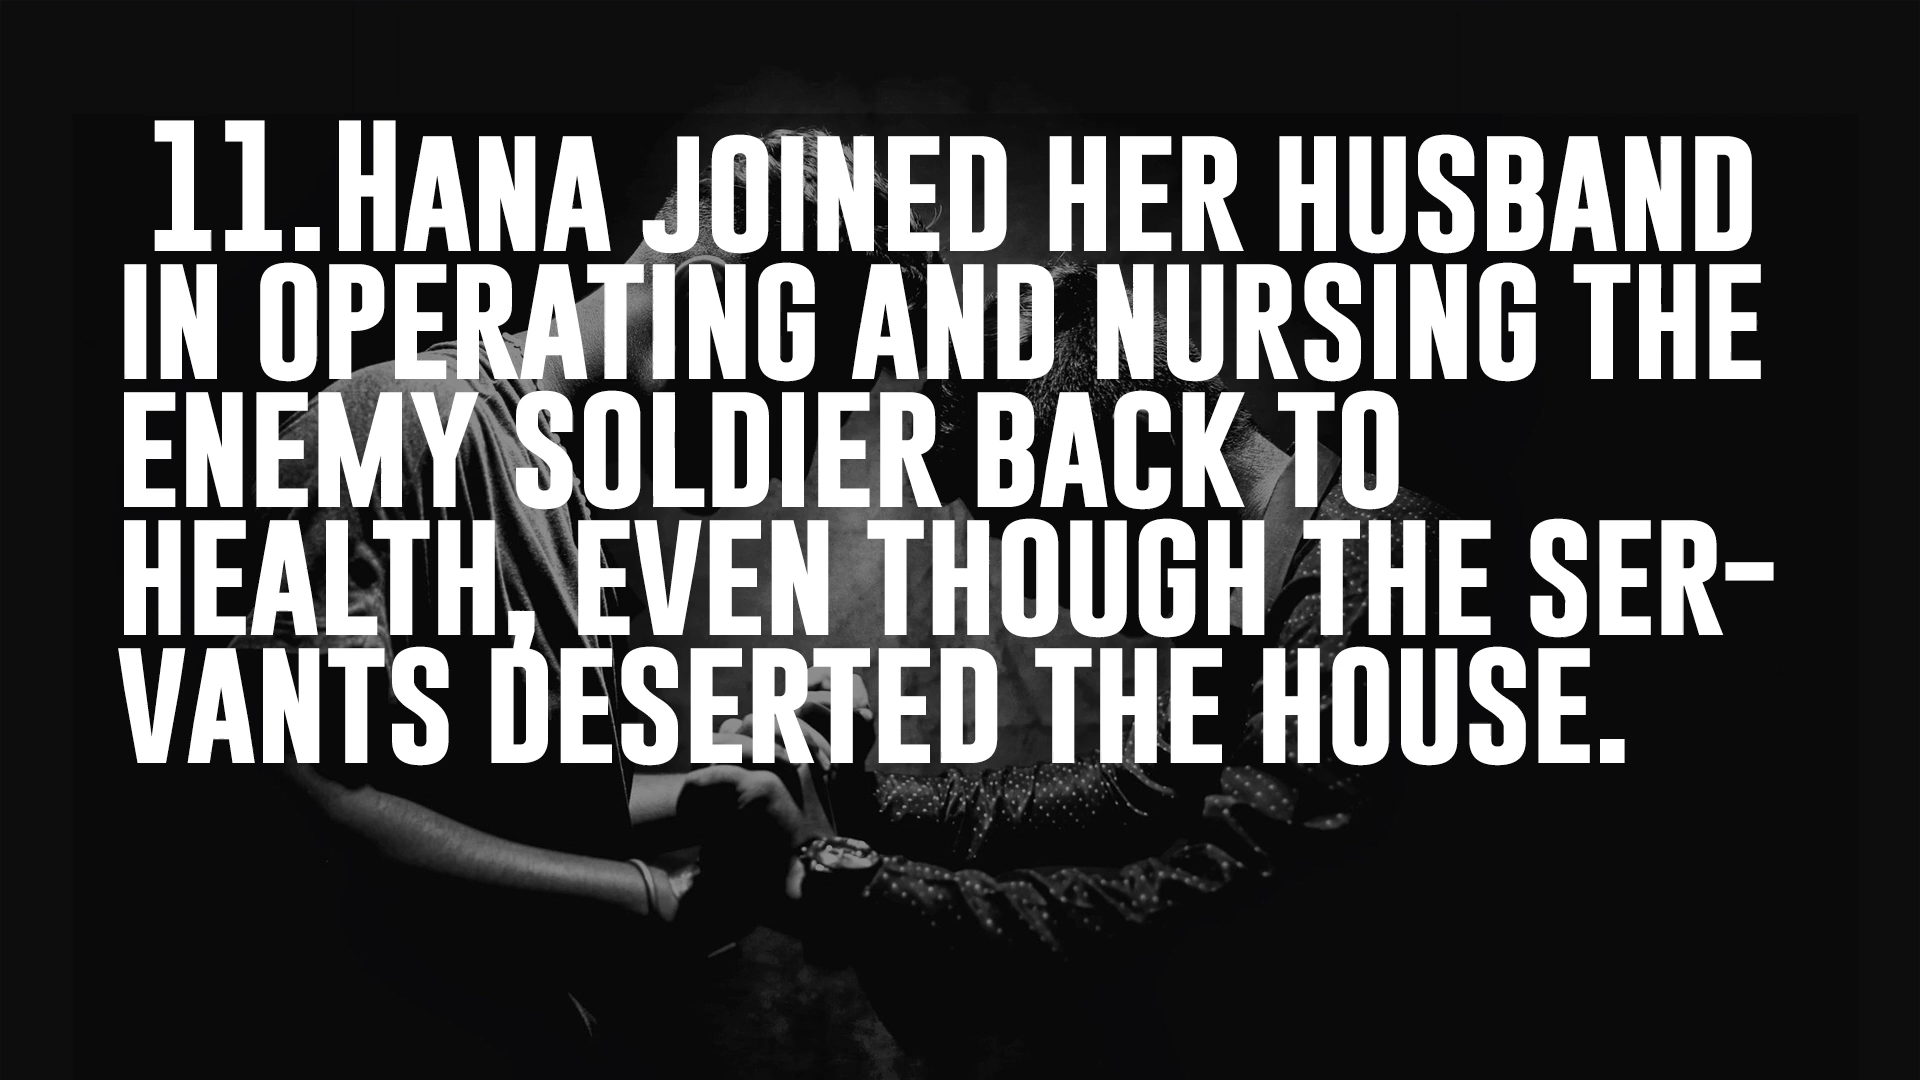 11. HANA JOINED HER HUSBAND
IN OPERATING AND NURSING THE
ENEMY SOLDIER BACK TO
HEALTH, EVEN THOUGH THE SER-
VANTS DESERTED THE HOUSE.